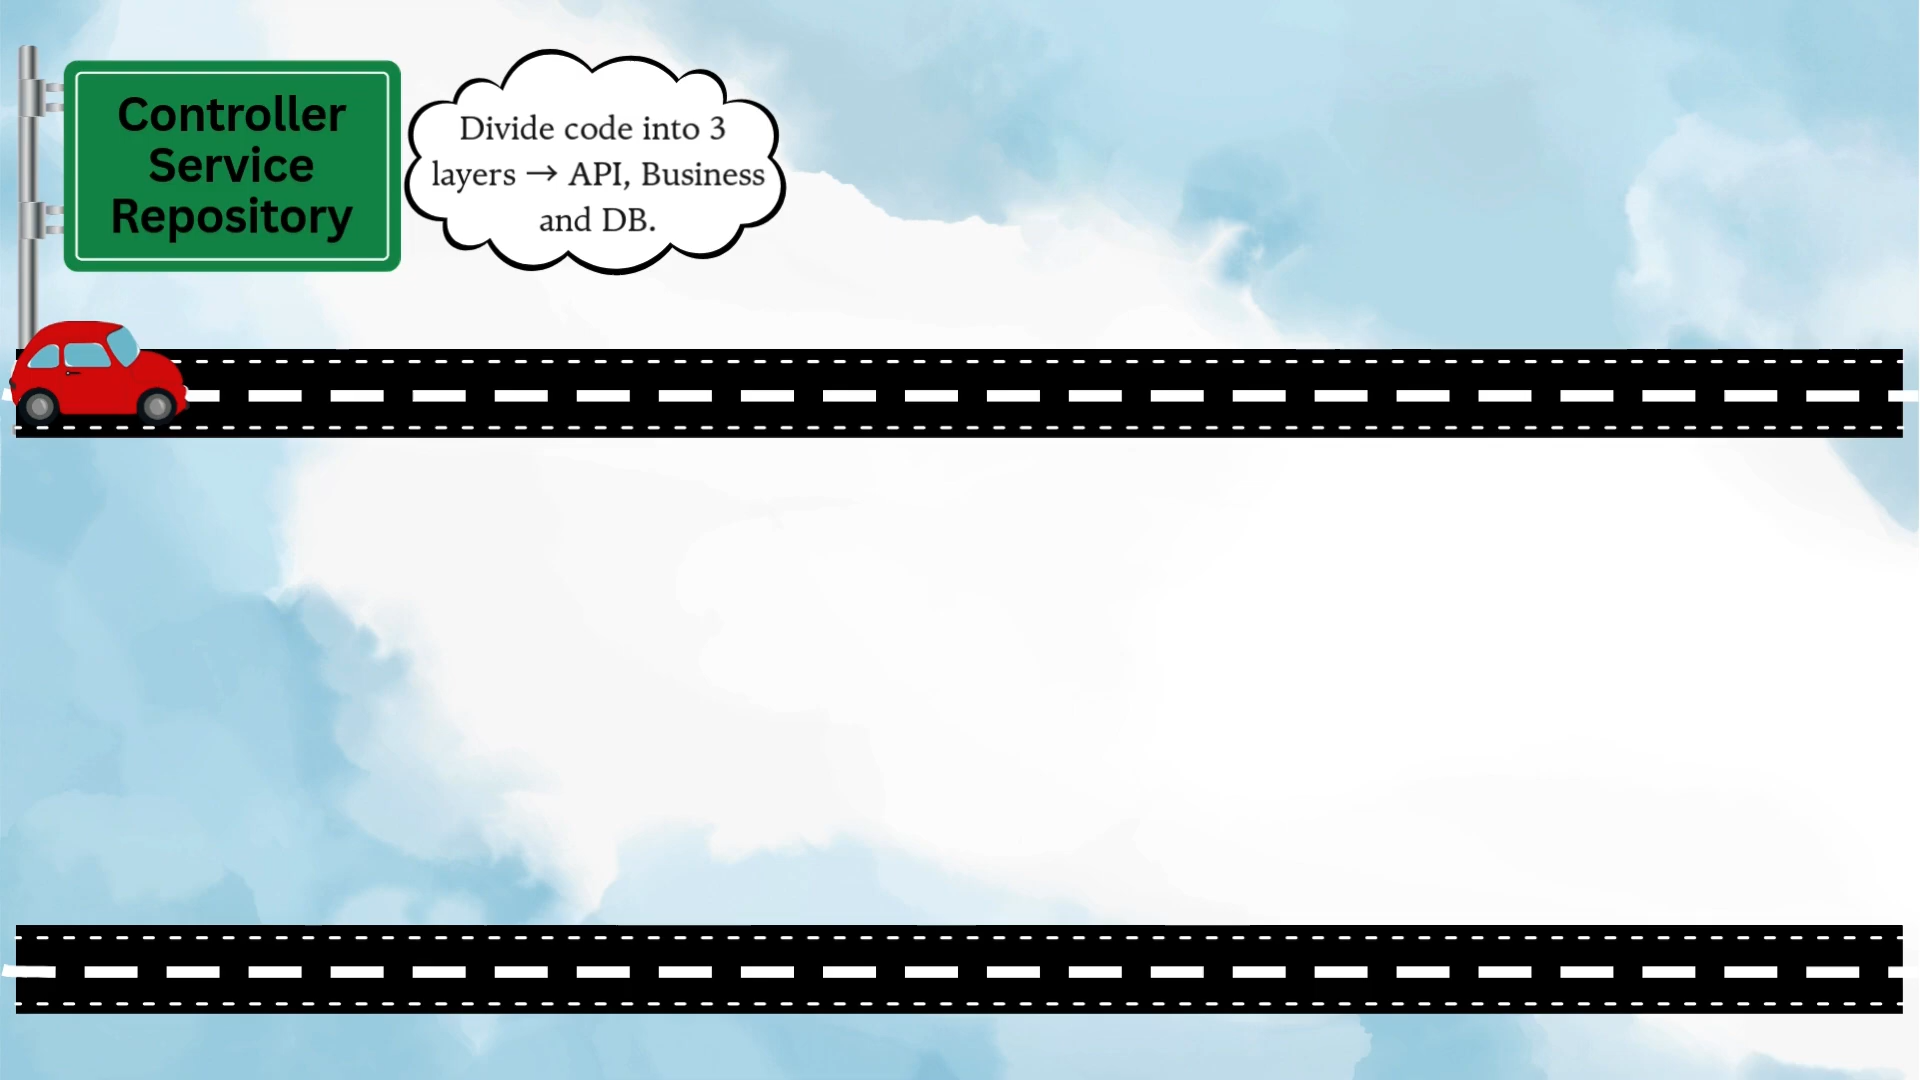 Controller
Service
Repository
Divide code into 3
layers → API, Business
and DB.